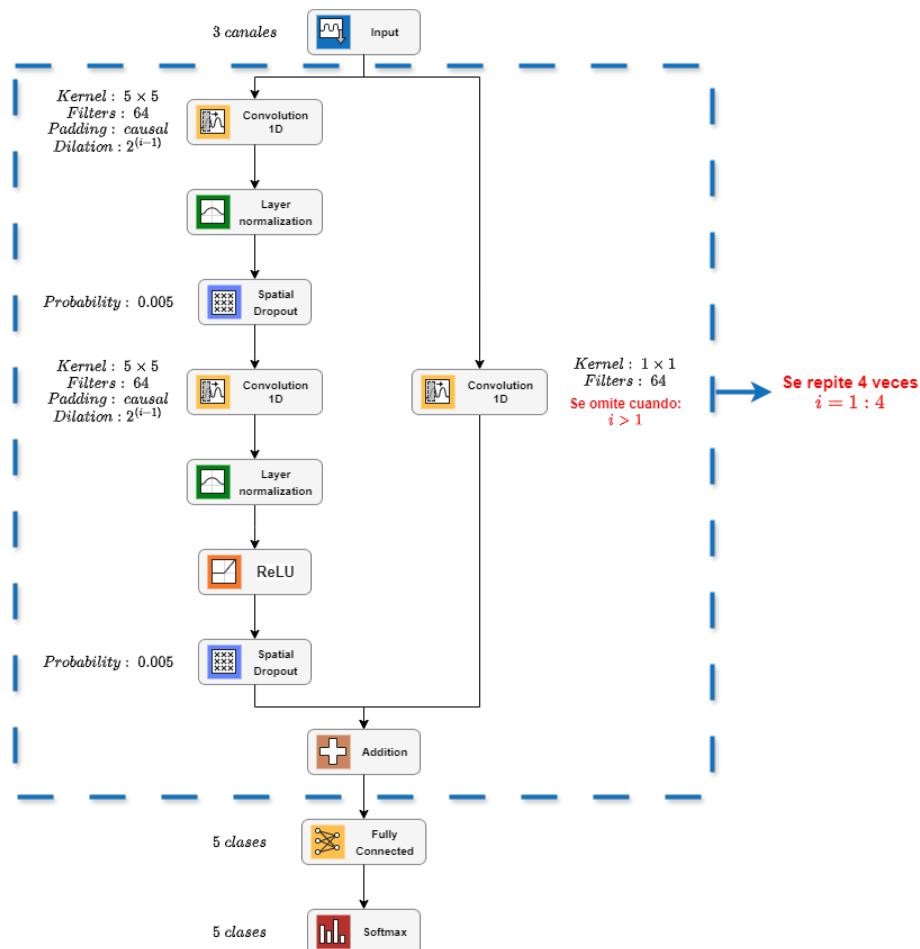 3 canales
Input
Kernel : 5 × 5
Filters : 64
Padding : causal
Dilation : 2^(i−1)
Convolution
1D
Layer
normalization
Probability : 0.005
Spatial
Dropout
Kernel : 5 × 5
Filters : 64
Padding : causal
Dilation : 2^(i−1)
Convolution
1D
Convolution
1D
Kernel : 1 × 1
Filters : 64
Se omite cuando:
i > 1
Se repite 4 veces
i = 1 : 4
Layer
normalization
ReLU
Probability : 0.005
Spatial
Dropout
Addition
5 clases
Fully
Connected
5 clases
Softmax